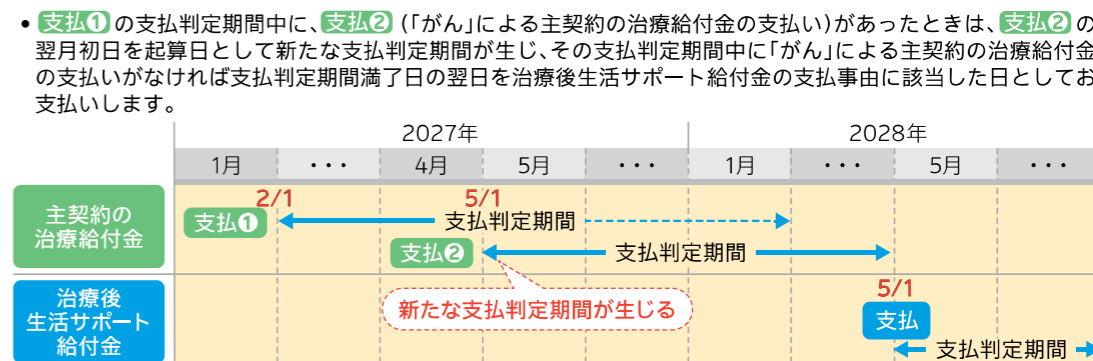 • 支払❶の支払判定期間中に、支払❷(「がん」による主契約の治療給付金の支払い)があったときは、支払❷の
翌月初日を起算日として新たな支払判定期間が生じ、その支払判定期間中に「がん」による主契約の治療給付金
の支払いがなければ支払判定期間満了日の翌日を治療後生活サポート給付金の支払事由に該当した日としてお
支払いします。
2027年 2028年
1月 ・・・ 4月 5月 ・・・ 1月 ・・・ 5月 ・・・
主契約の
治療給付金
2/1 5/1
支払❶ 支払判定期間
支払❷ 支払判定期間
新たな支払判定期間が生じる
治療後
生活サポート
給付金
5/1
支払
支払判定期間